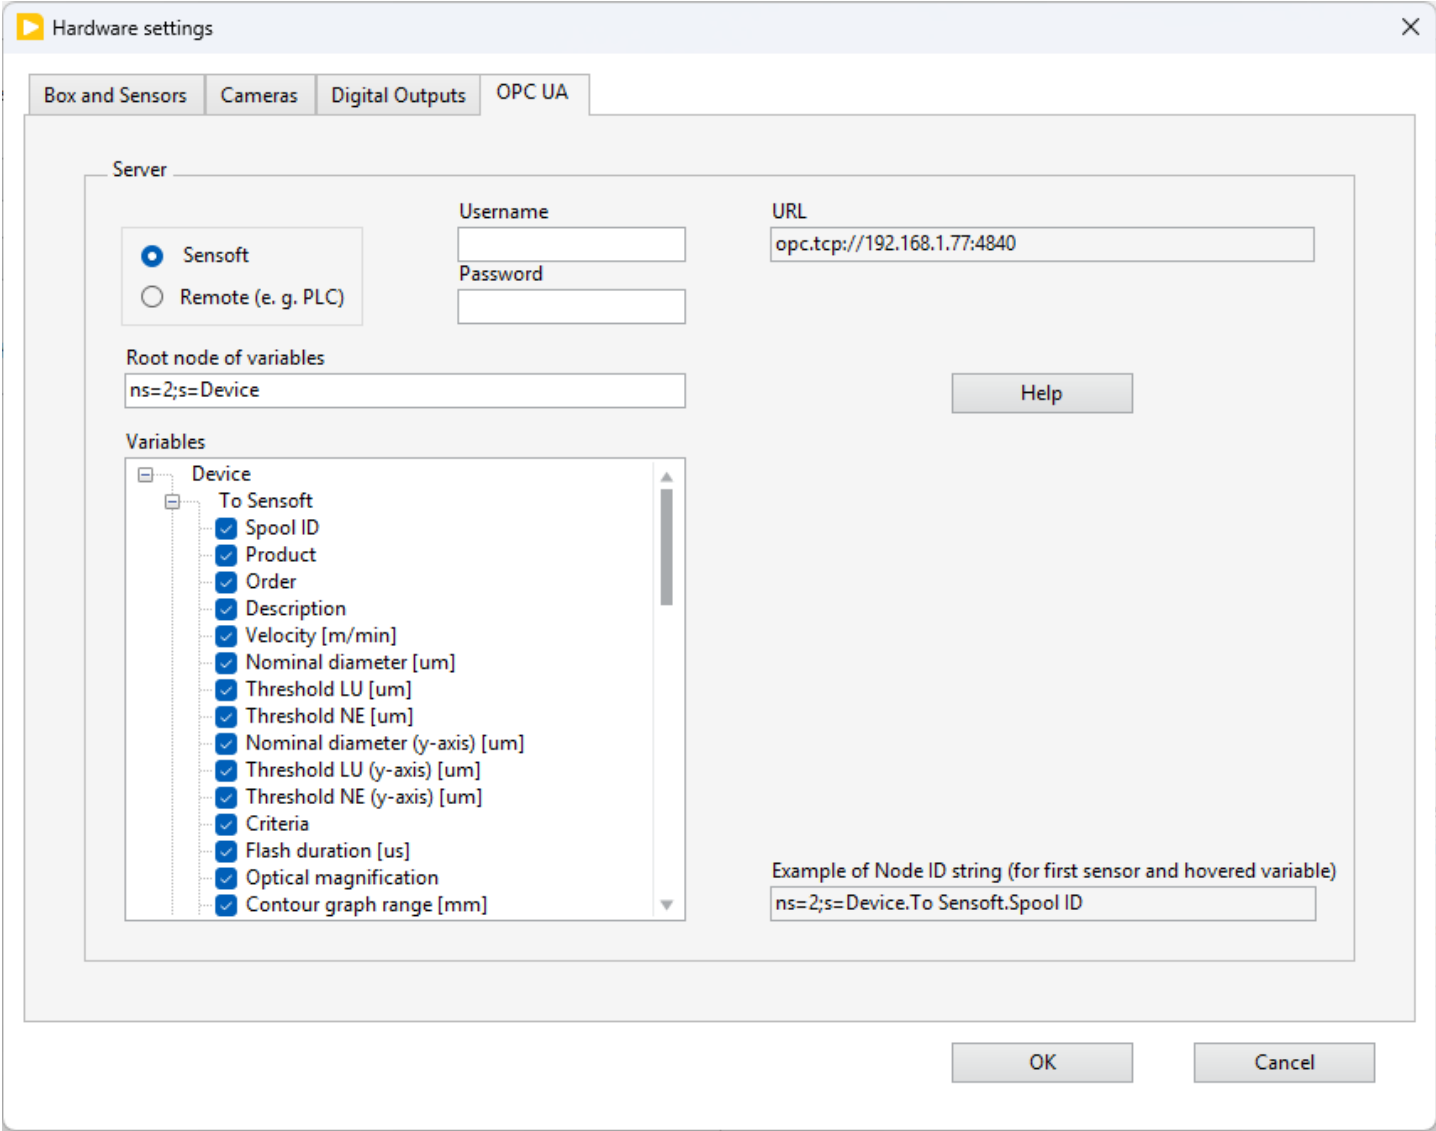 Hardware settings
Box and Sensors
Cameras
Digital Outputs
OPC UA
Server
Sensoft
Remote (e. g. PLC)
Username
Password
URL
opc.tcp://192.168.1.77:4840
Root node of variables
ns=2;s=Device
Help
Variables
Device
To Sensoft
Spool ID
Product
Order
Description
Velocity [m/min]
Nominal diameter [um]
Threshold LU [um]
Threshold NE [um]
Nominal diameter (y-axis) [um]
Threshold LU (y-axis) [um]
Threshold NE (y-axis) [um]
Criteria
Flash duration [us]
Optical magnification
Contour graph range [mm]
Example of Node ID string (for first sensor and hovered variable)
ns=2;s=Device.To Sensoft.Spool ID
OK
Cancel